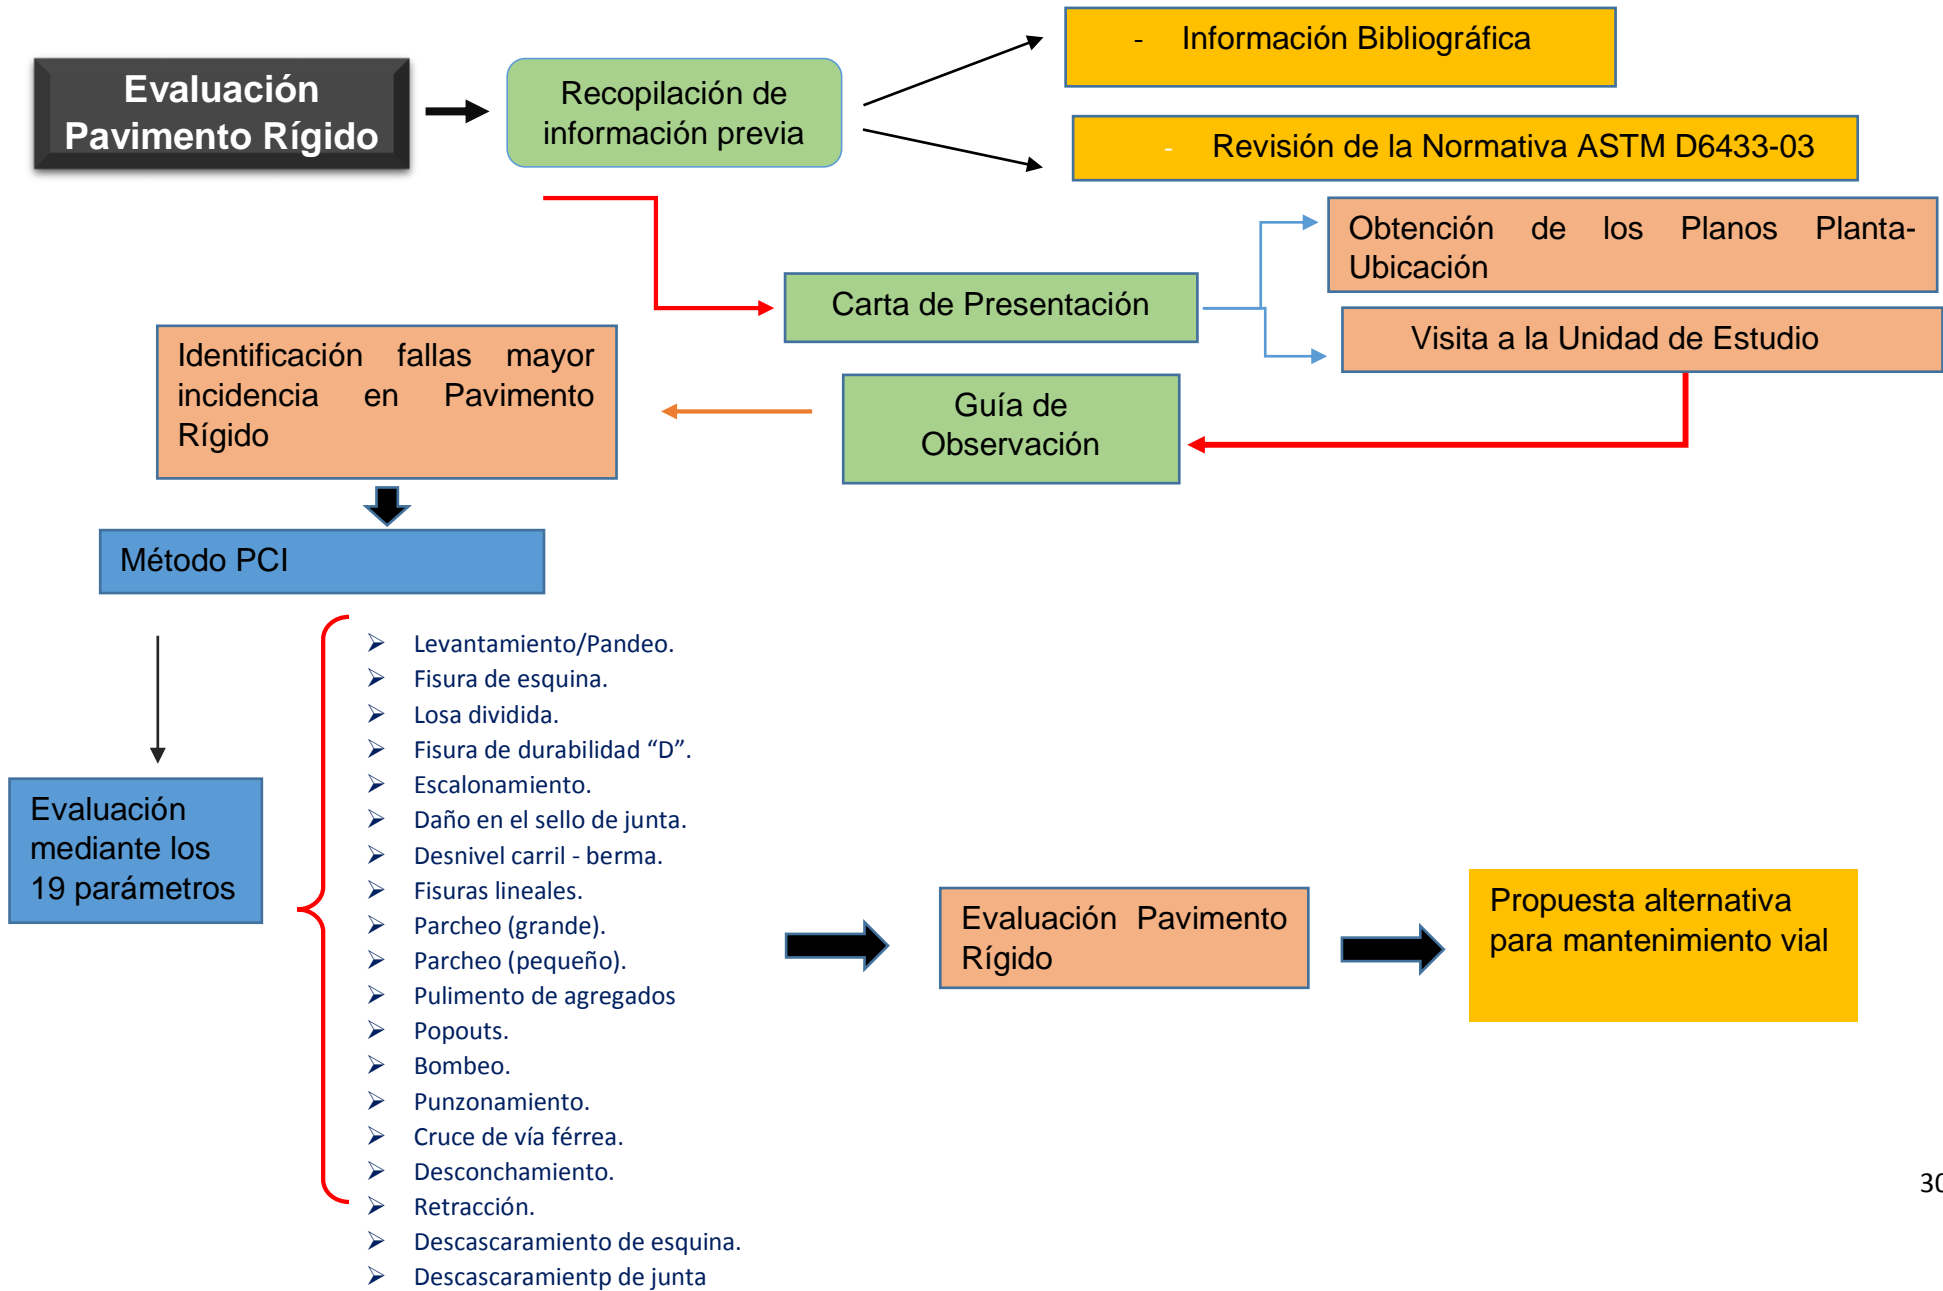 Evaluación
Pavimento Rígido
Recopilación de
información previa
- Información Bibliográfica
- Revisión de la Normativa ASTM D6433-03
Obtención de los Planos Planta-
Ubicación
Carta de Presentación
Visita a la Unidad de Estudio
Identificación fallas mayor
incidencia en Pavimento
Rígido
Guía de
Observación
Método PCI
Evaluación
mediante los
19 parámetros
➢ Levantamiento/Pandeo.
➢ Fisura de esquina.
➢ Losa dividida.
➢ Fisura de durabilidad “D”.
➢ Escalonamiento.
➢ Daño en el sello de junta.
➢ Desnivel carril - berma.
➢ Fisuras lineales.
➢ Parcheo (grande).
➢ Parcheo (pequeño).
➢ Pulimento de agregados
➢ Popouts.
➢ Bombeo.
➢ Punzonamiento.
➢ Cruce de vía férrea.
➢ Desconchamiento.
➢ Retracción.
➢ Descascaramiento de esquina.
➢ Descascaramientp de junta
Evaluación Pavimento
Rígido
Propuesta alternativa
para mantenimiento vial
30